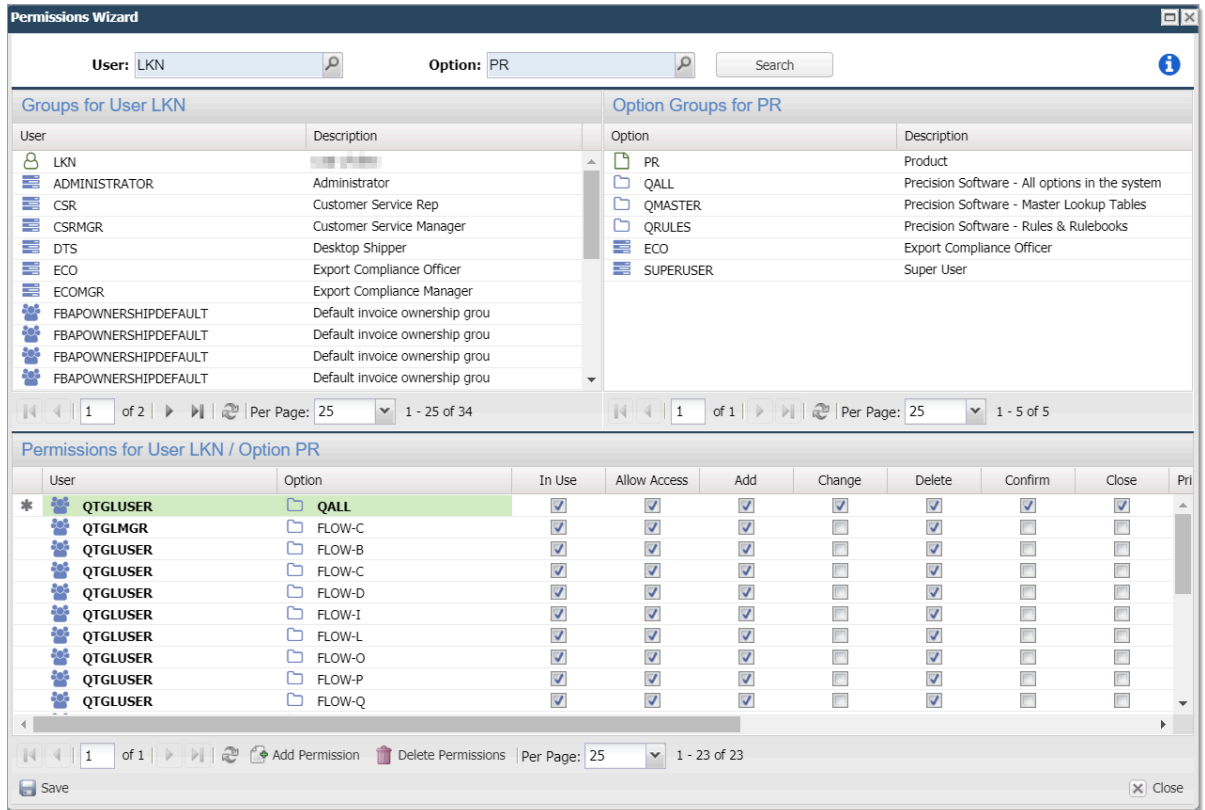 Permissions Wizard
User: LKN Option: PR Search
Groups for User LKN
User Description
LKN
ADMINISTRATOR Administrator
CSR Customer Service Rep
CSRMGR Customer Service Manager
DTS Desktop Shipper
ECO Export Compliance Officer
ECOMGR Export Compliance Manager
FBAPOWNERSHIPDEFAULT Default invoice ownership grou
FBAPOWNERSHIPDEFAULT Default invoice ownership grou
FBAPOWNERSHIPDEFAULT Default invoice ownership grou
FBAPOWNERSHIPDEFAULT Default invoice ownership grou
1 of 2 Per Page: 25 1 - 25 of 34
Option Groups for PR
Option Description
PR Product
QALL Precision Software - All options in the system
QMASTER Precision Software - Master Lookup Tables
QRULES Precision Software - Rules & Rulebooks
ECO Export Compliance Officer
SUPERUSER Super User
1 of 1 Per Page: 25 1 - 5 of 5
Permissions for User LKN / Option PR
User Option In Use Allow Access Add Change Delete Confirm Close Pri
QTGLUSER QALL
QTGLMGR FLOW-C
QTGLUSER FLOW-B
QTGLUSER FLOW-C
QTGLUSER FLOW-D
QTGLUSER FLOW-I
QTGLUSER FLOW-L
QTGLUSER FLOW-O
QTGLUSER FLOW-P
QTGLUSER FLOW-Q
1 of 1 Add Permission Delete Permissions Per Page: 25 1 - 23 of 23
Save Close